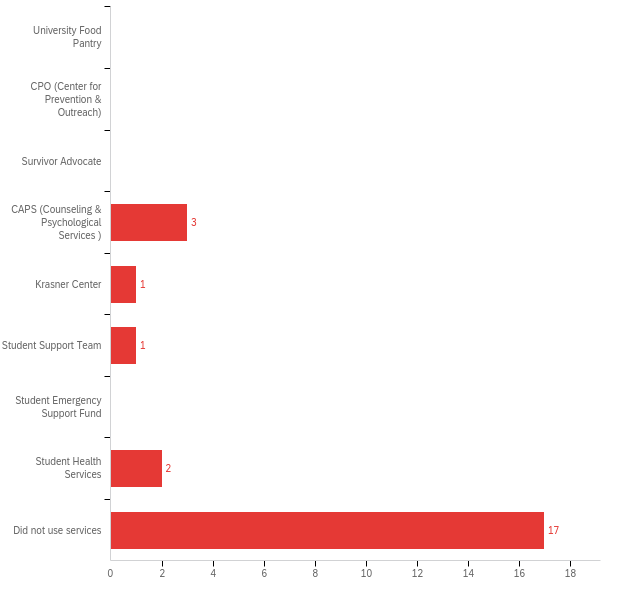 University Food
Pantry
CPO (Center for
Prevention &
Outreach)
Survivor Advocate
CAPS (Counseling &
Psychological
Services )
3
Krasner Center
1
Student Support Team
1
Student Emergency
Support Fund
Student Health
Services
2
Did not use services
17
0 2 4 6 8 10 12 14 16 18